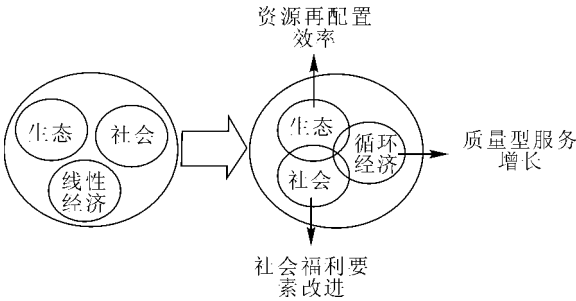 资源再配置
效率
生态
社会
线性
经济
生态
循环
经济
社会
质量型服务
增长
社会福利要
素改进